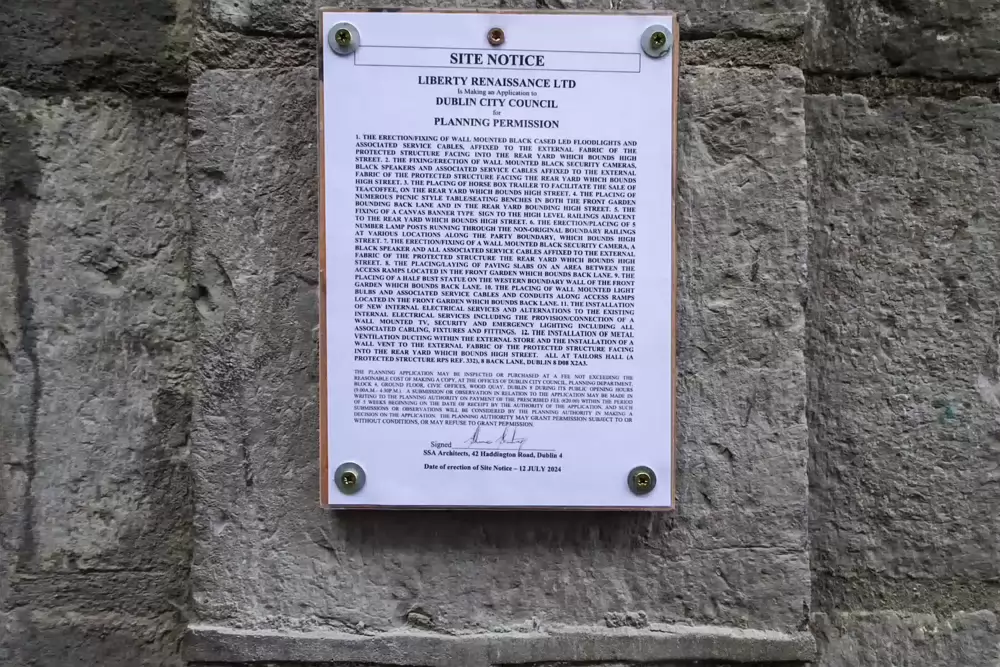 SITE NOTICE
LIBERTY RENAISSANCE LTD
Is Making an Application to
DUBLIN CITY COUNCIL
for
PLANNING PERMISSION
1. THE ERECTION/FIXING OF WALL MOUNTED BLACK CASED LED FLOODLIGHTS AND
ASSOCIATED SERVICE CABLES, AFFIXED TO THE EXTERNAL FABRIC OF THE
PROTECTED STRUCTURE FACING INTO THE REAR YARD WHICH BOUNDS HIGH
STREET. 2. THE FIXING/ERECTION OF WALL MOUNTED BLACK SECURITY CAMERAS,
BLACK SPEAKERS AND ASSOCIATED SERVICE CABLES AFFIXED TO THE EXTERNAL
FABRIC OF THE PROTECTED STRUCTURE FACING THE REAR YARD WHICH BOUNDS
HIGH STREET. 3. THE PLACING OF HORSE BOX TRAILER TO FACILITATE THE SALE OF
TEA/COFFEE, ON THE REAR YARD WHICH BOUNDS HIGH STREET. 4. THE PLACING OF
NUMEROUS PICNIC STYLE TABLE/SEATING BENCHES IN BOTH THE FRONT GARDEN
BOUNDING BACK LANE AND IN THE REAR YARD BOUNDING HIGH STREET. 5. THE
FIXING OF A CANVAS BANNER TYPE SIGN TO THE HIGH LEVEL RAILINGS ADJACENT
TO THE REAR YARD WHICH BOUNDS HIGH STREET. 6. THE ERECTION/PLACING OF 5
NUMBER LAMP POSTS RUNNING THROUGH THE NON-ORIGINAL BOUNDARY RAILINGS
AT VARIOUS LOCATIONS ALONG THE PARTY BOUNDARY, WHICH BOUNDS HIGH
STREET. 7. THE ERECTION/FIXING OF A WALL MOUNTED BLACK SECURITY CAMERA, A
BLACK SPEAKER AND ALL ASSOCIATED SERVICE CABLES AFFIXED TO THE EXTERNAL
FABRIC OF THE PROTECTED STRUCTURE THE REAR YARD WHICH BOUNDS HIGH
STREET. 8. THE PLACING/LAYING OF PAVING SLABS ON AN AREA BETWEEN THE
ACCESS RAMPS LOCATED IN THE FRONT GARDEN WHICH BOUNDS BACK LANE. 9. THE
PLACING OF A HALF BUST STATUE ON THE WESTERN BOUNDARY WALL OF THE FRONT
GARDEN WHICH BOUNDS BACK LANE. 10. THE PLACING OF WALL MOUNTED LIGHT
BULBS AND ASSOCIATED SERVICE CABLES AND CONDUITS ALONG ACCESS RAMPS
LOCATED IN THE FRONT GARDEN WHICH BOUNDS BACK LANE. 11. THE INSTALLATION
OF NEW INTERNAL ELECTRICAL SERVICES AND ALTERNATIONS TO THE EXISTING
INTERNAL ELECTRICAL SERVICES INCLUDING THE PROVISION/CONNECTION OF A
WALL MOUNTED TV, SECURITY AND EMERGENCY LIGHTING INCLUDING ALL
ASSOCIATED CABLING, FIXTURES AND FITTINGS. 12. THE INSTALLATION OF METAL
VENTILATION DUCTING WITHIN THE EXTERNAL STORE AND THE INSTALLATION OF A
WALL VENT TO THE EXTERNAL FABRIC OF THE PROTECTED STRUCTURE FACING
INTO THE REAR YARD WHICH BOUNDS HIGH STREET. ALL AT TAILORS HALL (A
PROTECTED STRUCTURE RPS REF. 332), 8 BACK LANE, DUBLIN 8 D08 X2A3.
THE PLANNING APPLICATION MAY BE INSPECTED OR PURCHASED AT A FEE NOT EXCEEDING THE
REASONABLE COST OF MAKING A COPY, AT THE OFFICES OF DUBLIN CITY COUNCIL, PLANNING DEPARTMENT,
BLOCK 4, GROUND FLOOR, CIVIC OFFICES, WOOD QUAY, DUBLIN 8 DURING ITS PUBLIC OPENING HOURS
(9.00A.M.- 4.30P.M.). A SUBMISSION OR OBSERVATION IN RELATION TO THE APPLICATION MAY BE MADE IN
WRITING TO THE PLANNING AUTHORITY ON PAYMENT OF THE PRESCRIBED FEE (€20.00) WITHIN THE PERIOD
OF 5 WEEKS BEGINNING ON THE DATE OF RECEIPT BY THE AUTHORITY OF THE APPLICATION, AND SUCH
SUBMISSIONS OR OBSERVATIONS WILL BE CONSIDERED BY THE PLANNING AUTHORITY IN MAKING A
DECISION ON THE APPLICATION. THE PLANNING AUTHORITY MAY GRANT PERMISSION SUBJECT TO OR
WITHOUT CONDITIONS, OR MAY REFUSE TO GRANT PERMISSION.
Signed
SSA Architects, 42 Haddington Road, Dublin 4
Date of erection of Site Notice – 12 JULY 2024